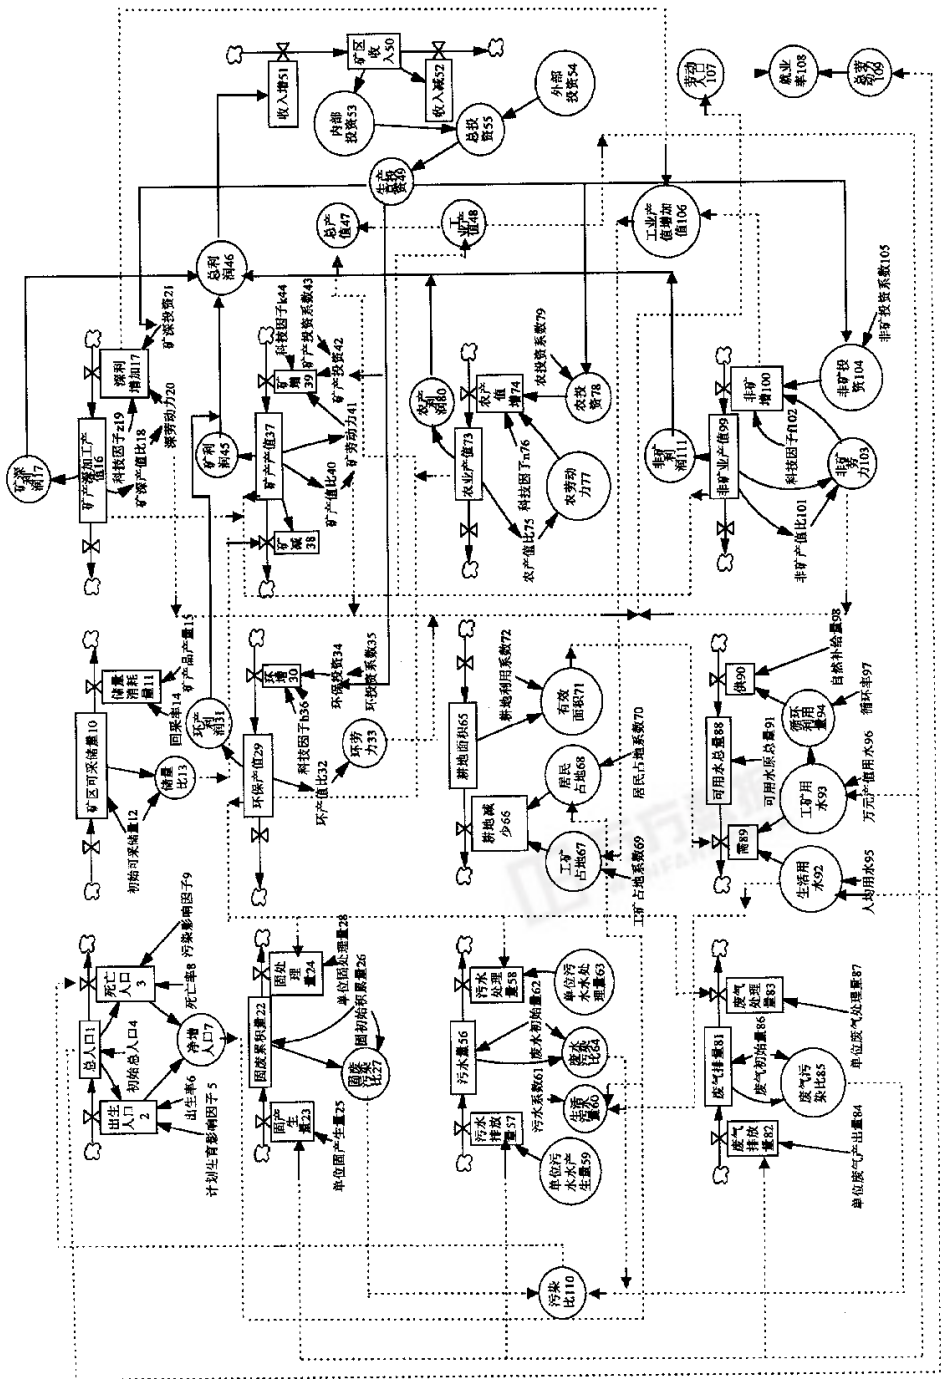 总人口1
出生人口2
死亡人口3
初始总人口4
计划生育影响因子5
出生率6
净增人口7
死亡率8
污染影响因子9
矿区可采储量10
储量消耗量11
初始可采储量12
储量比13
回采率14
矿产品产量15
矿产深加工产值16
深利增加17
矿深利润17
矿深产值比18
科技因子z19
深劳动力20
矿深投资21
固废累积量22
固产生量23
固处理量24
单位固产生量25
固初始积累量26
固废污染比27
单位固处理量28
环保产值29
环增30
环产利润31
环产值比32
环劳力33
环保投资34
环投资系数35
科技因子h36
矿产产值37
矿减38
矿增39
矿产值比40
矿劳动力41
矿产投资42
矿产投资系数43
科技因子k44
矿利润45
总利润46
总产值47
工业产值48
生产总投资49
矿区收入50
收入增51
收入减52
内部投资53
外部投资54
总投资55
污水量56
污水排放量57
污水处理量58
单位污水水产生量59
生活污水量60
污水系数61
废水初始量62
单位污水水处理量63
废水污染比64
耕地面积65
耕地减少66
工矿占地67
居民占地68
工矿占地系数69
居民占地系数70
有效面积71
耕地利用系数72
农业产值73
农产值增74
农产值比75
科技因子n76
农劳动力77
农投资78
农投资系数79
农产利润80
废气排量81
废气排放量82
废气处理量83
单位废气产出量84
废气污染比85
废气初始量86
单位废气处理量87
可用水总量88
需89
供90
可用水原总量91
生活用水92
工矿用水93
循环利用量94
人均用水95
万元产值用水96
循环率97
自然补给量98
非矿业产值99
非矿增100
非矿产值比101
科技因子f102
非矿劳力103
非矿投资104
非矿投资系数105
工业产值增加值106
劳动人口107
就业率108
总劳动109
污染比110
非矿利润111